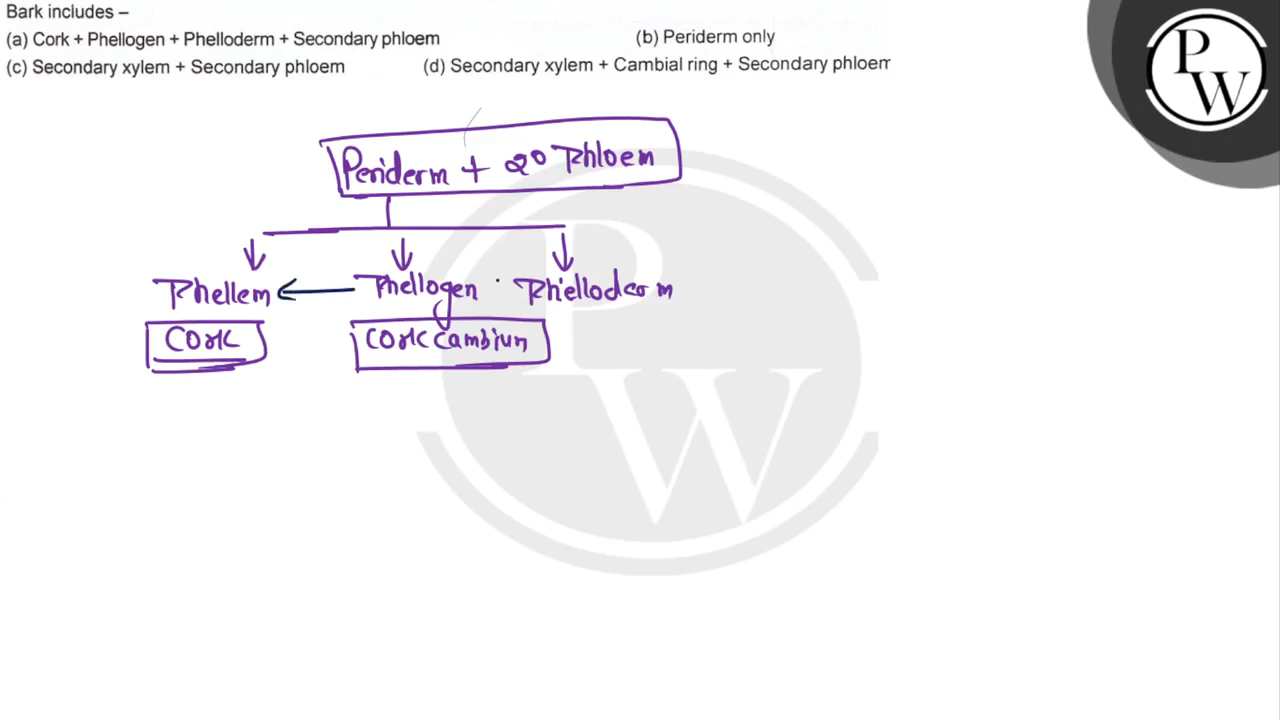 Bark includes –
(a) Cork + Phellogen + Phelloderm + Secondary phloem (b) Periderm only
(c) Secondary xylem + Secondary phloem (d) Secondary xylem + Cambial ring + Secondary phloem
Periderm + 2° Phloem
Phellem ← Phellogen Phelloderm
Cork Cork cambium
P
W
P
W